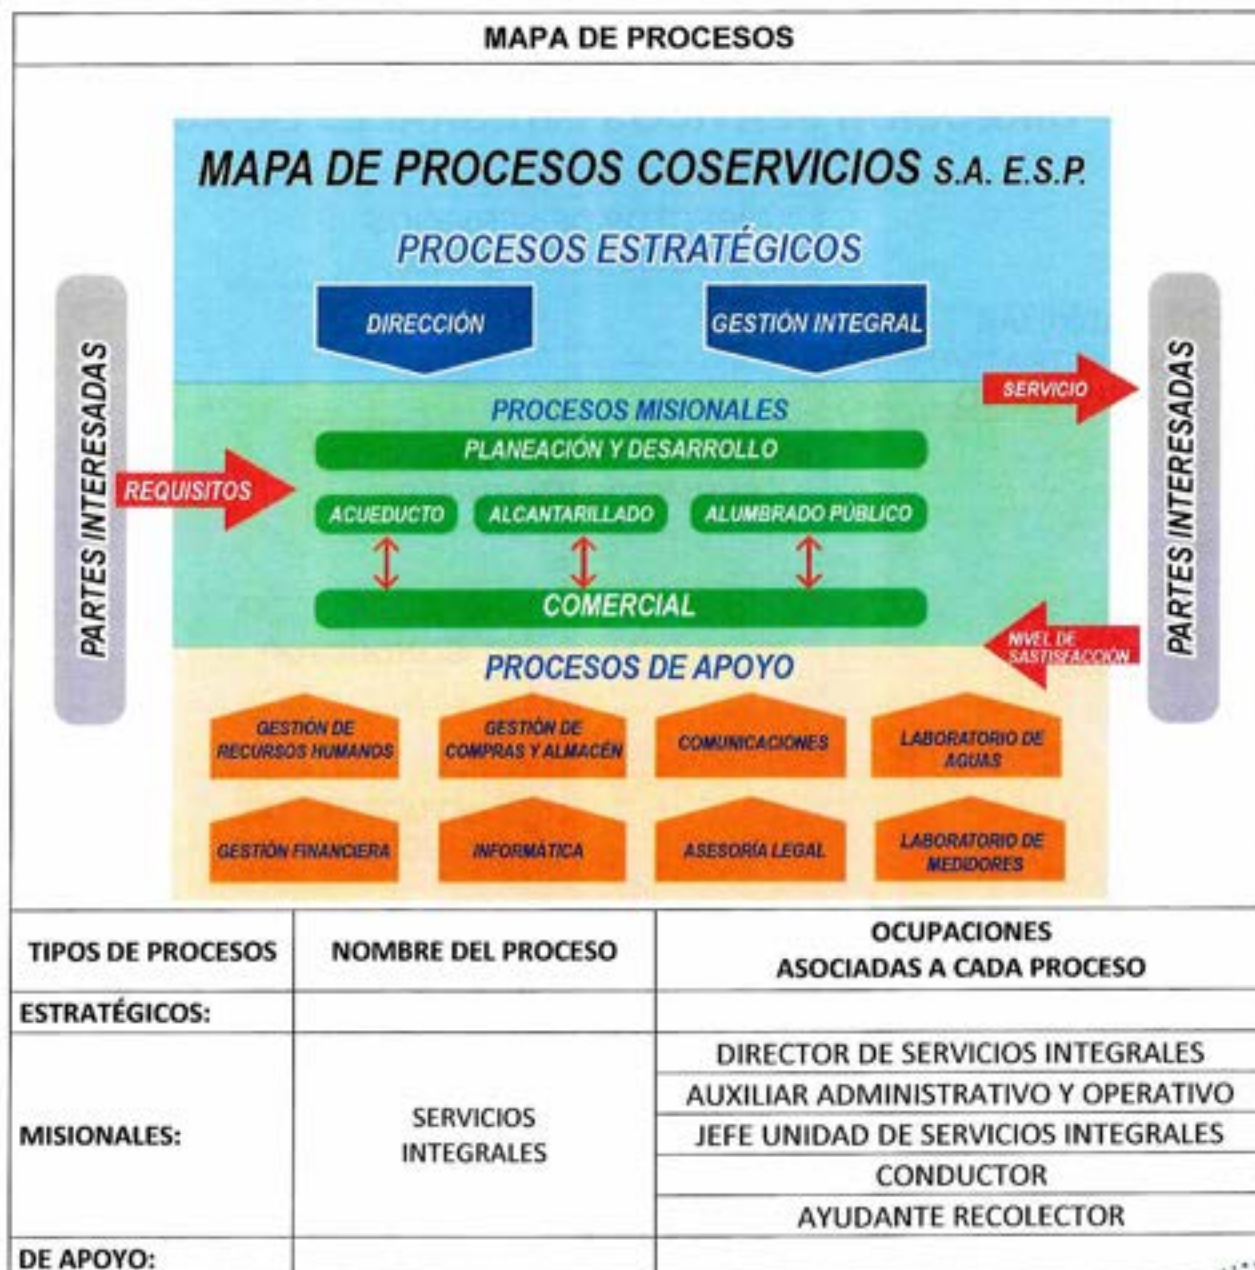 MAPA DE PROCESOS
MAPA DE PROCESOS COSERVICIOS S.A. E.S.P.
PROCESOS ESTRATÉGICOS
DIRECCIÓN
GESTIÓN INTEGRAL
PARTES INTERESADAS
REQUISITOS
SERVICIO
PARTES INTERESADAS
PROCESOS MISIONALES
PLANEACIÓN Y DESARROLLO
ACUEDUCTO
ALCANTARILLADO
ALUMBRADO PÚBLICO
COMERCIAL
NIVEL DE
SASTISFACCIÓN
PROCESOS DE APOYO
GESTIÓN DE
RECURSOS HUMANOS
GESTIÓN DE
COMPRAS Y ALMACÉN
COMUNICACIONES
LABORATORIO DE
AGUAS
GESTIÓN FINANCIERA
INFORMÁTICA
ASESORÍA LEGAL
LABORATORIO DE
MEDIDORES
TIPOS DE PROCESOS
NOMBRE DEL PROCESO
OCUPACIONES
ASOCIADAS A CADA PROCESO
ESTRATÉGICOS:
MISIONALES:
SERVICIOS
INTEGRALES
DIRECTOR DE SERVICIOS INTEGRALES
AUXILIAR ADMINISTRATIVO Y OPERATIVO
JEFE UNIDAD DE SERVICIOS INTEGRALES
CONDUCTOR
AYUDANTE RECOLECTOR
DE APOYO: